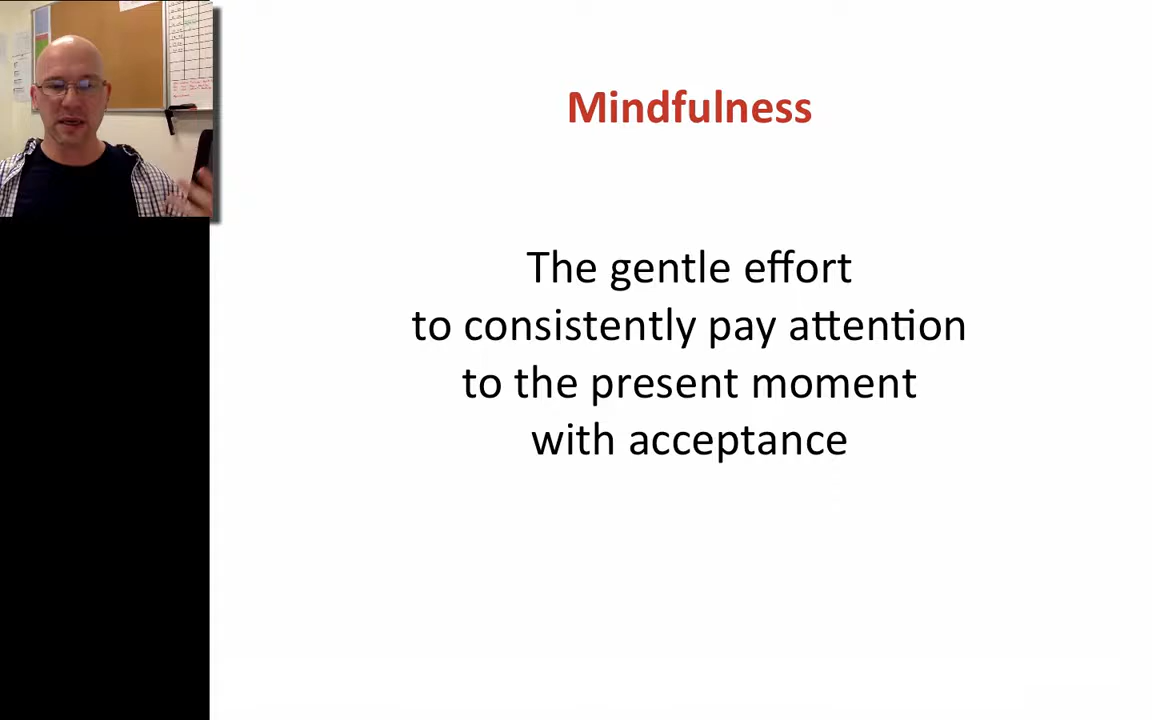 Mindfulness
The gentle effort
to consistently pay attention
to the present moment
with acceptance